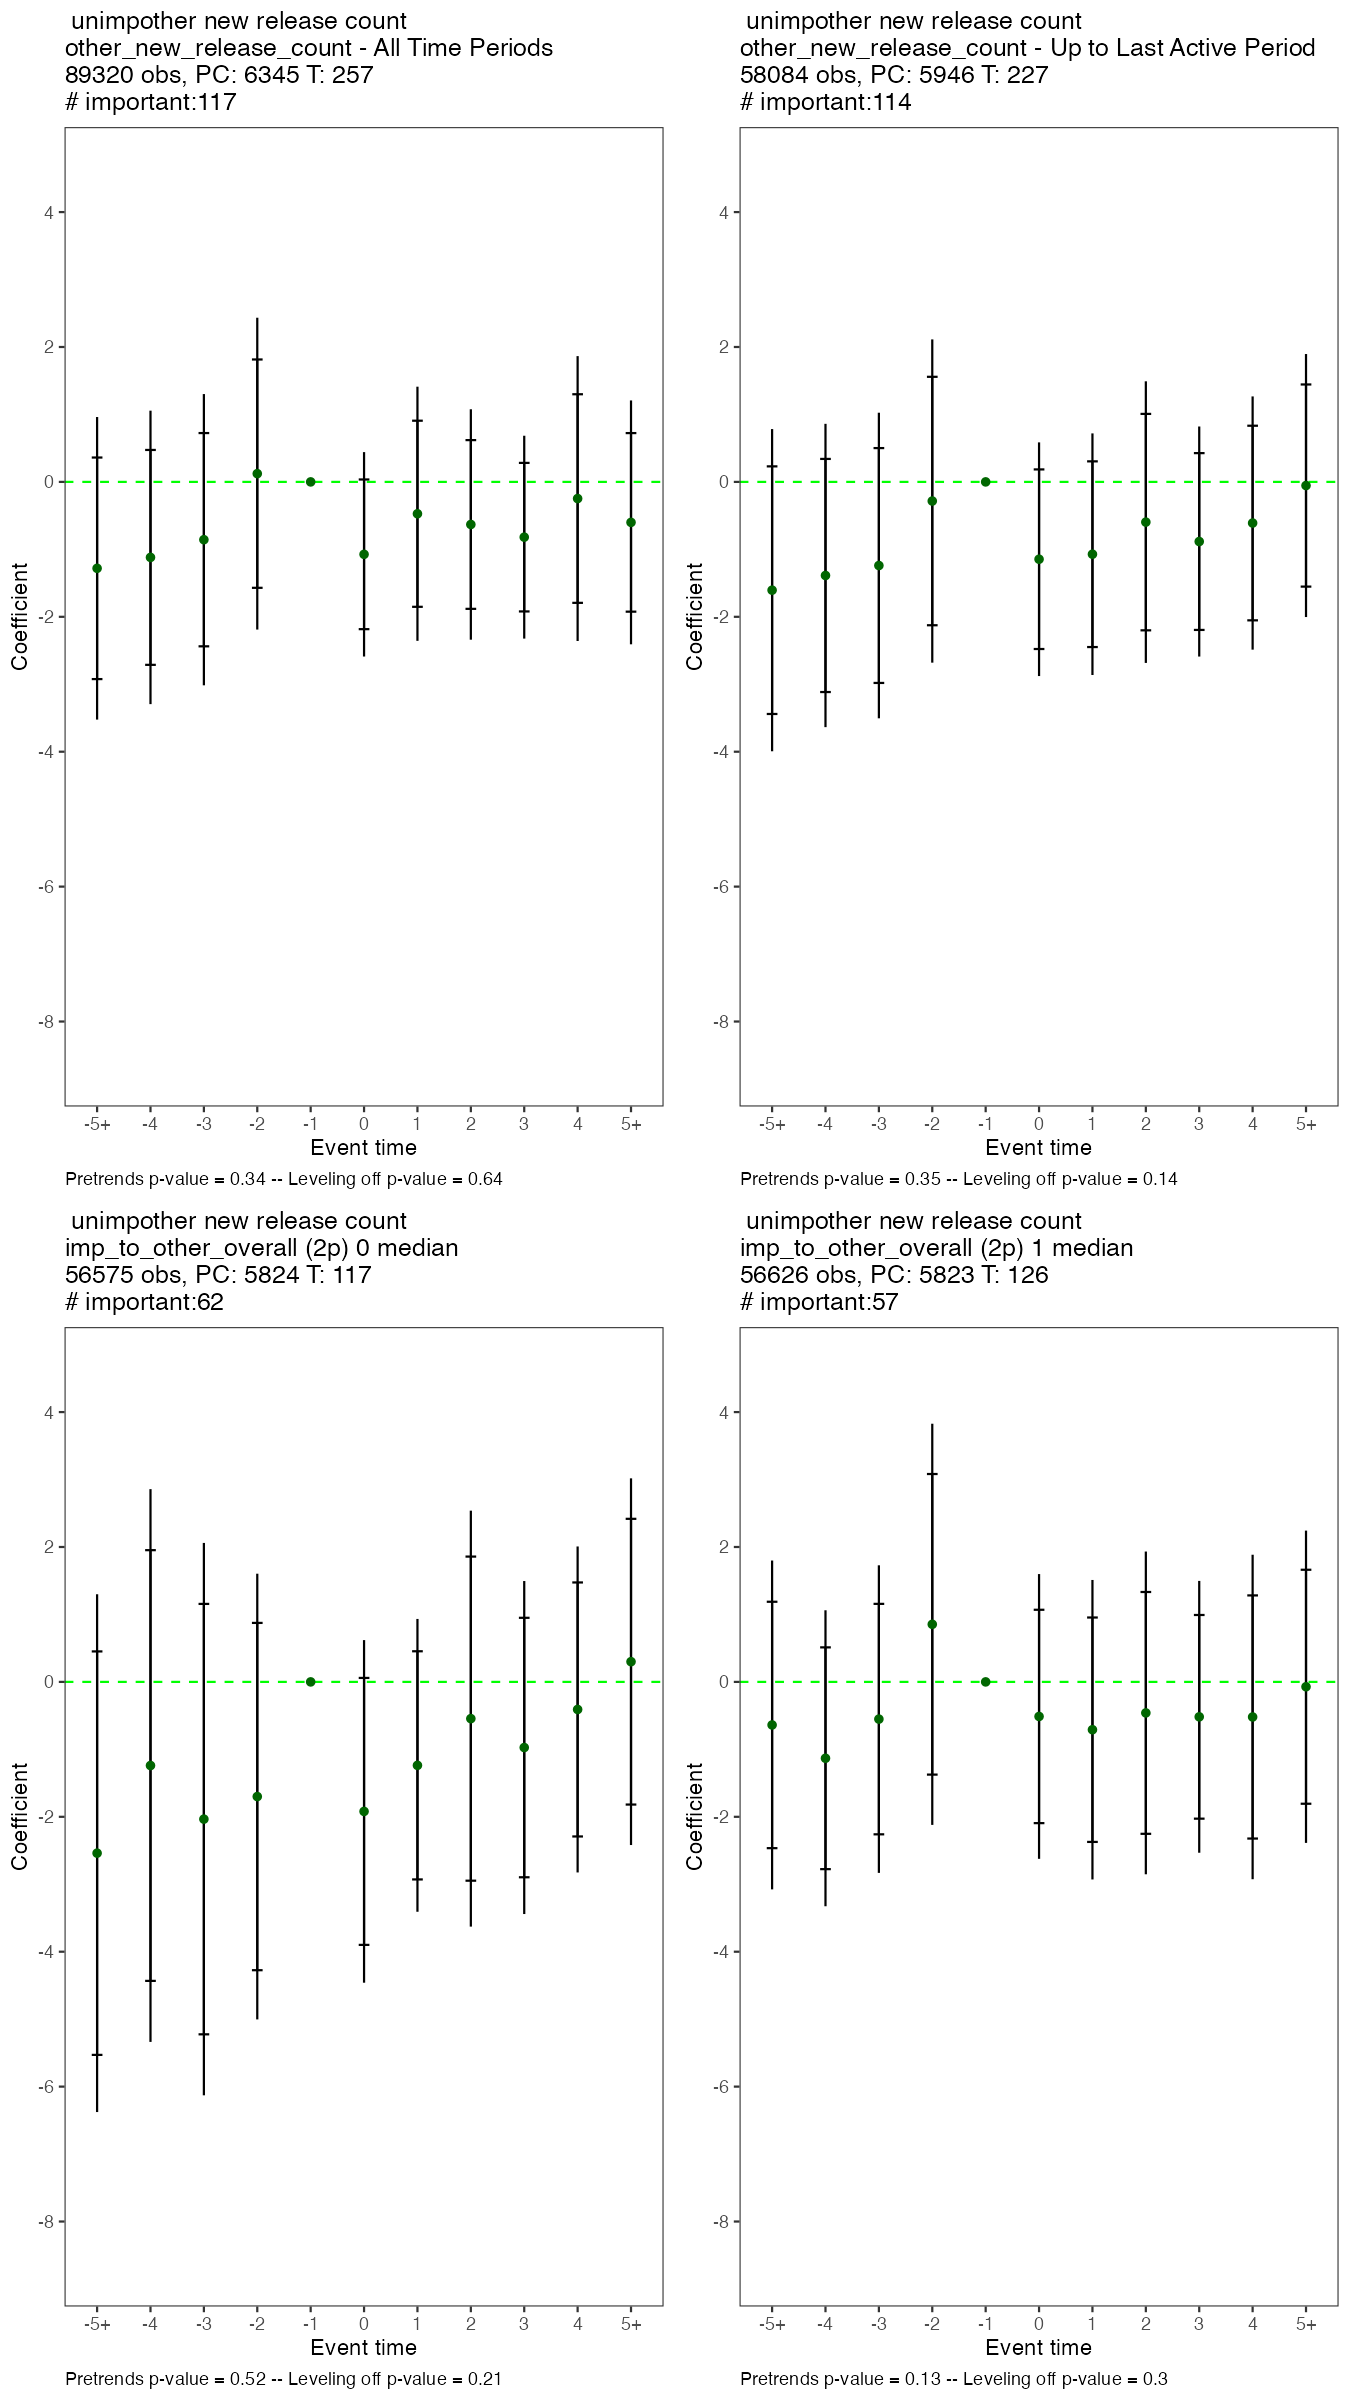 unimpother new release count
other_new_release_count - All Time Periods
89320 obs, PC: 6345 T: 257
# important:117
4
2
0
-2
-4
-6
-8
Coefficient
-5+ -4 -3 -2 -1 0 1 2 3 4 5+
Event time
Pretrends p-value = 0.34 -- Leveling off p-value = 0.64
unimpother new release count
other_new_release_count - Up to Last Active Period
58084 obs, PC: 5946 T: 227
# important:114
4
2
0
-2
-4
-6
-8
Coefficient
-5+ -4 -3 -2 -1 0 1 2 3 4 5+
Event time
Pretrends p-value = 0.35 -- Leveling off p-value = 0.14
unimpother new release count
imp_to_other_overall (2p) 0 median
56575 obs, PC: 5824 T: 117
# important:62
4
2
0
-2
-4
-6
-8
Coefficient
-5+ -4 -3 -2 -1 0 1 2 3 4 5+
Event time
Pretrends p-value = 0.52 -- Leveling off p-value = 0.21
unimpother new release count
imp_to_other_overall (2p) 1 median
56626 obs, PC: 5823 T: 126
# important:57
4
2
0
-2
-4
-6
-8
Coefficient
-5+ -4 -3 -2 -1 0 1 2 3 4 5+
Event time
Pretrends p-value = 0.13 -- Leveling off p-value = 0.3